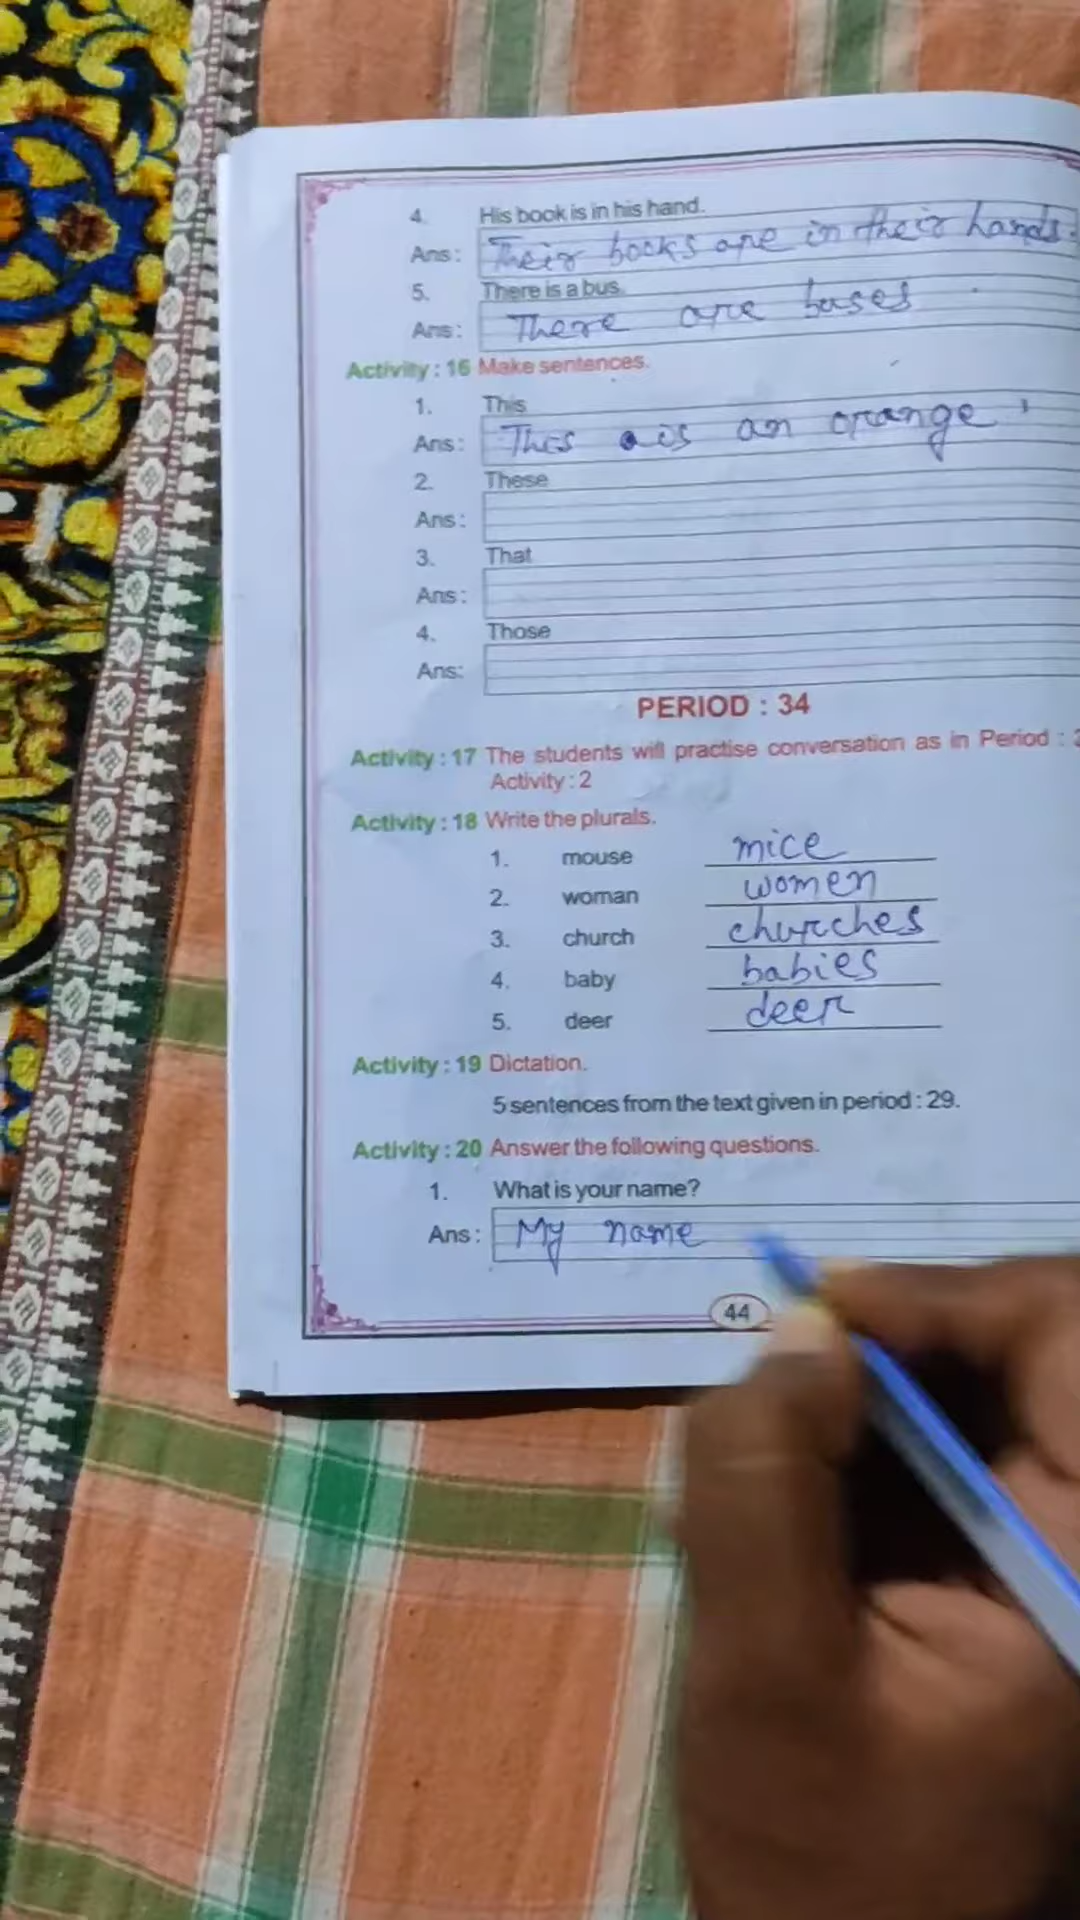 4. His book is in his hand.
Ans: Their books are in their hands.
5. There is a bus.
Ans: There are buses
Activity : 16 Make sentences.
1. This
Ans: This is an orange
2. These
Ans:
3. That
Ans:
4. Those
Ans:
PERIOD : 34
Activity : 17 The students will practise conversation as in Period :
Activity : 2
Activity : 18 Write the plurals.
1. mouse mice
2. woman women
3. church churches
4. baby babies
5. deer deer
Activity : 19 Dictation.
5 sentences from the text given in period : 29.
Activity : 20 Answer the following questions.
1. What is your name?
Ans: My name
44